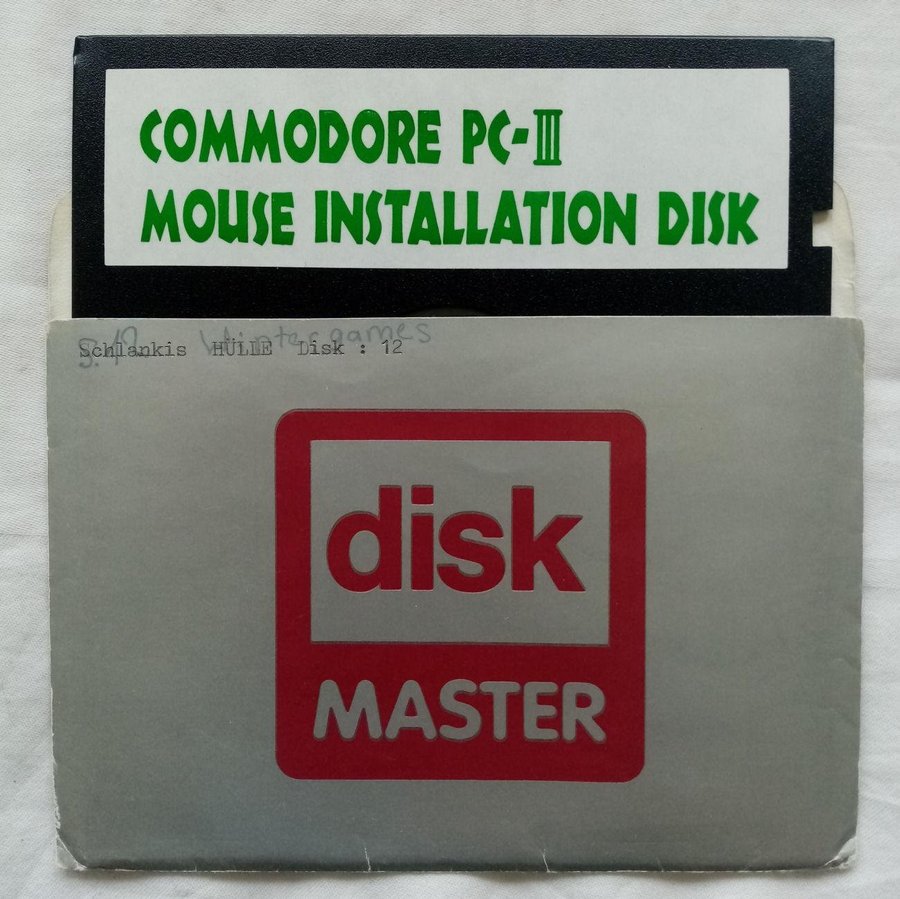 COMMODORE PC-III
MOUSE INSTALLATION DISK
Wintergames
Schlankis HÜLLE Disk : 12
disk
MASTER